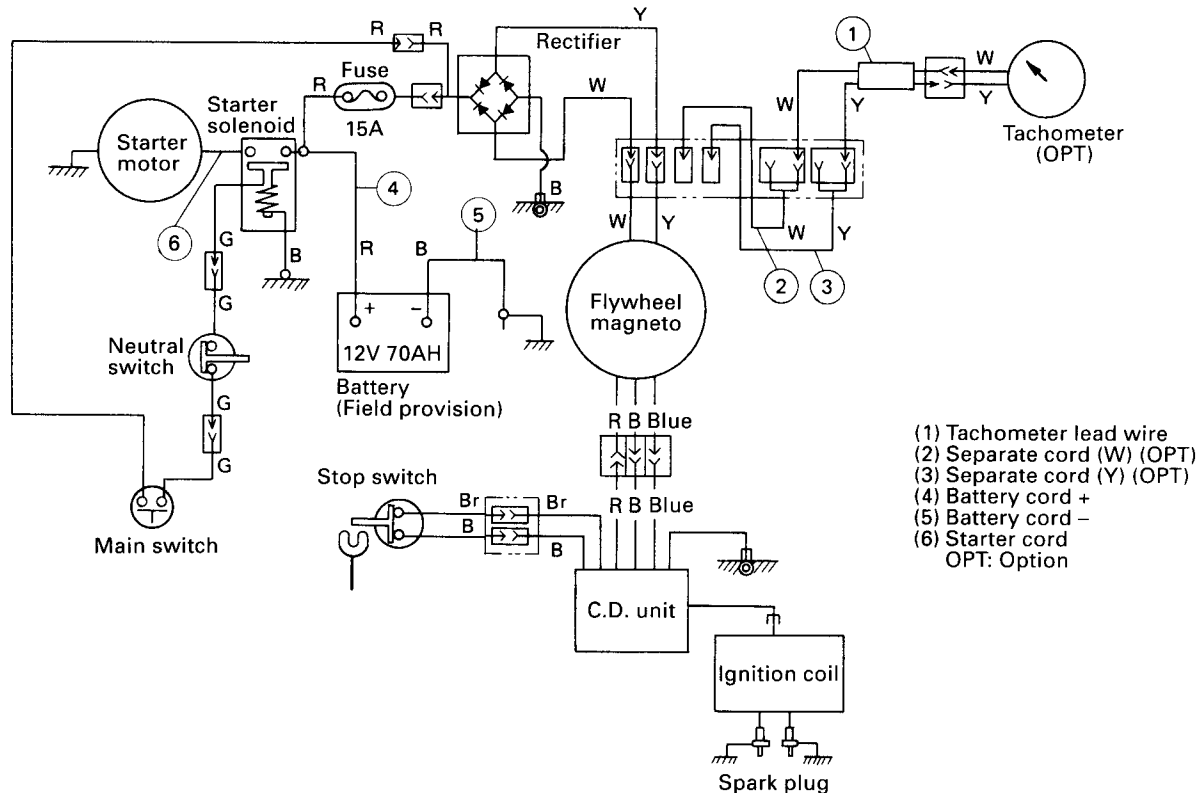 Y
R
R
Rectifier
1
W
Fuse
R
W
W
Y
15A
Starter
solenoid
Starter
motor
Y
Tachometer
(OPT)
4
B
5
W
Y
W
Y
6
G
B
R
B
2
3
G
Flywheel
magneto
+
−
12V 70AH
Neutral
switch
Battery
(Field provision)
G
G
R B Blue
(1) Tachometer lead wire
(2) Separate cord (W) (OPT)
(3) Separate cord (Y) (OPT)
(4) Battery cord +
(5) Battery cord −
(6) Starter cord
OPT: Option
Stop switch
Main switch
Br
Br
R B Blue
B
B
C.D. unit
Ignition coil
Spark plug